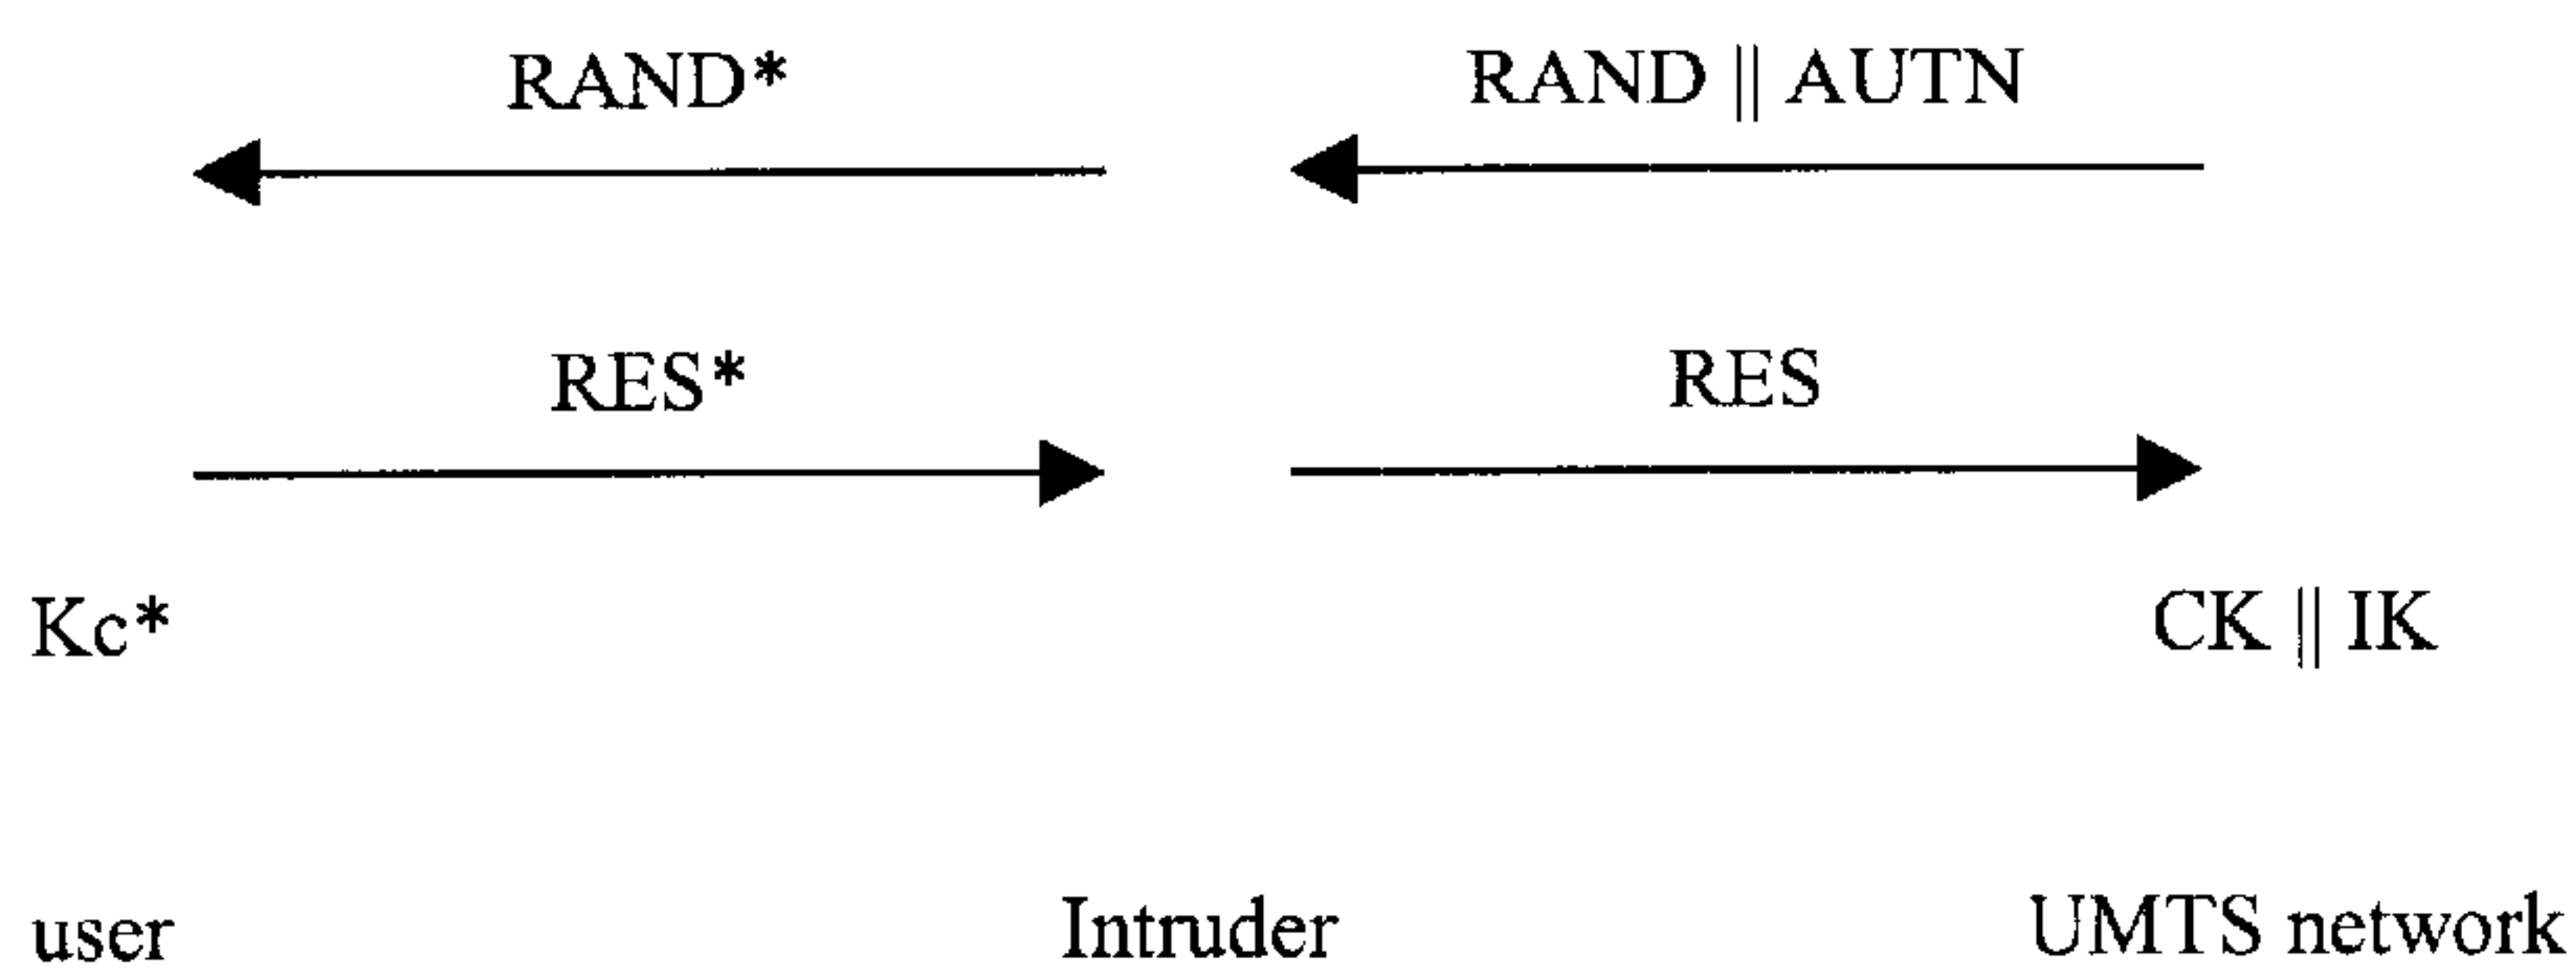 RAND*
RAND || AUTN
RES*
RES
Kc*
CK || IK
user
Intruder
UMTS network